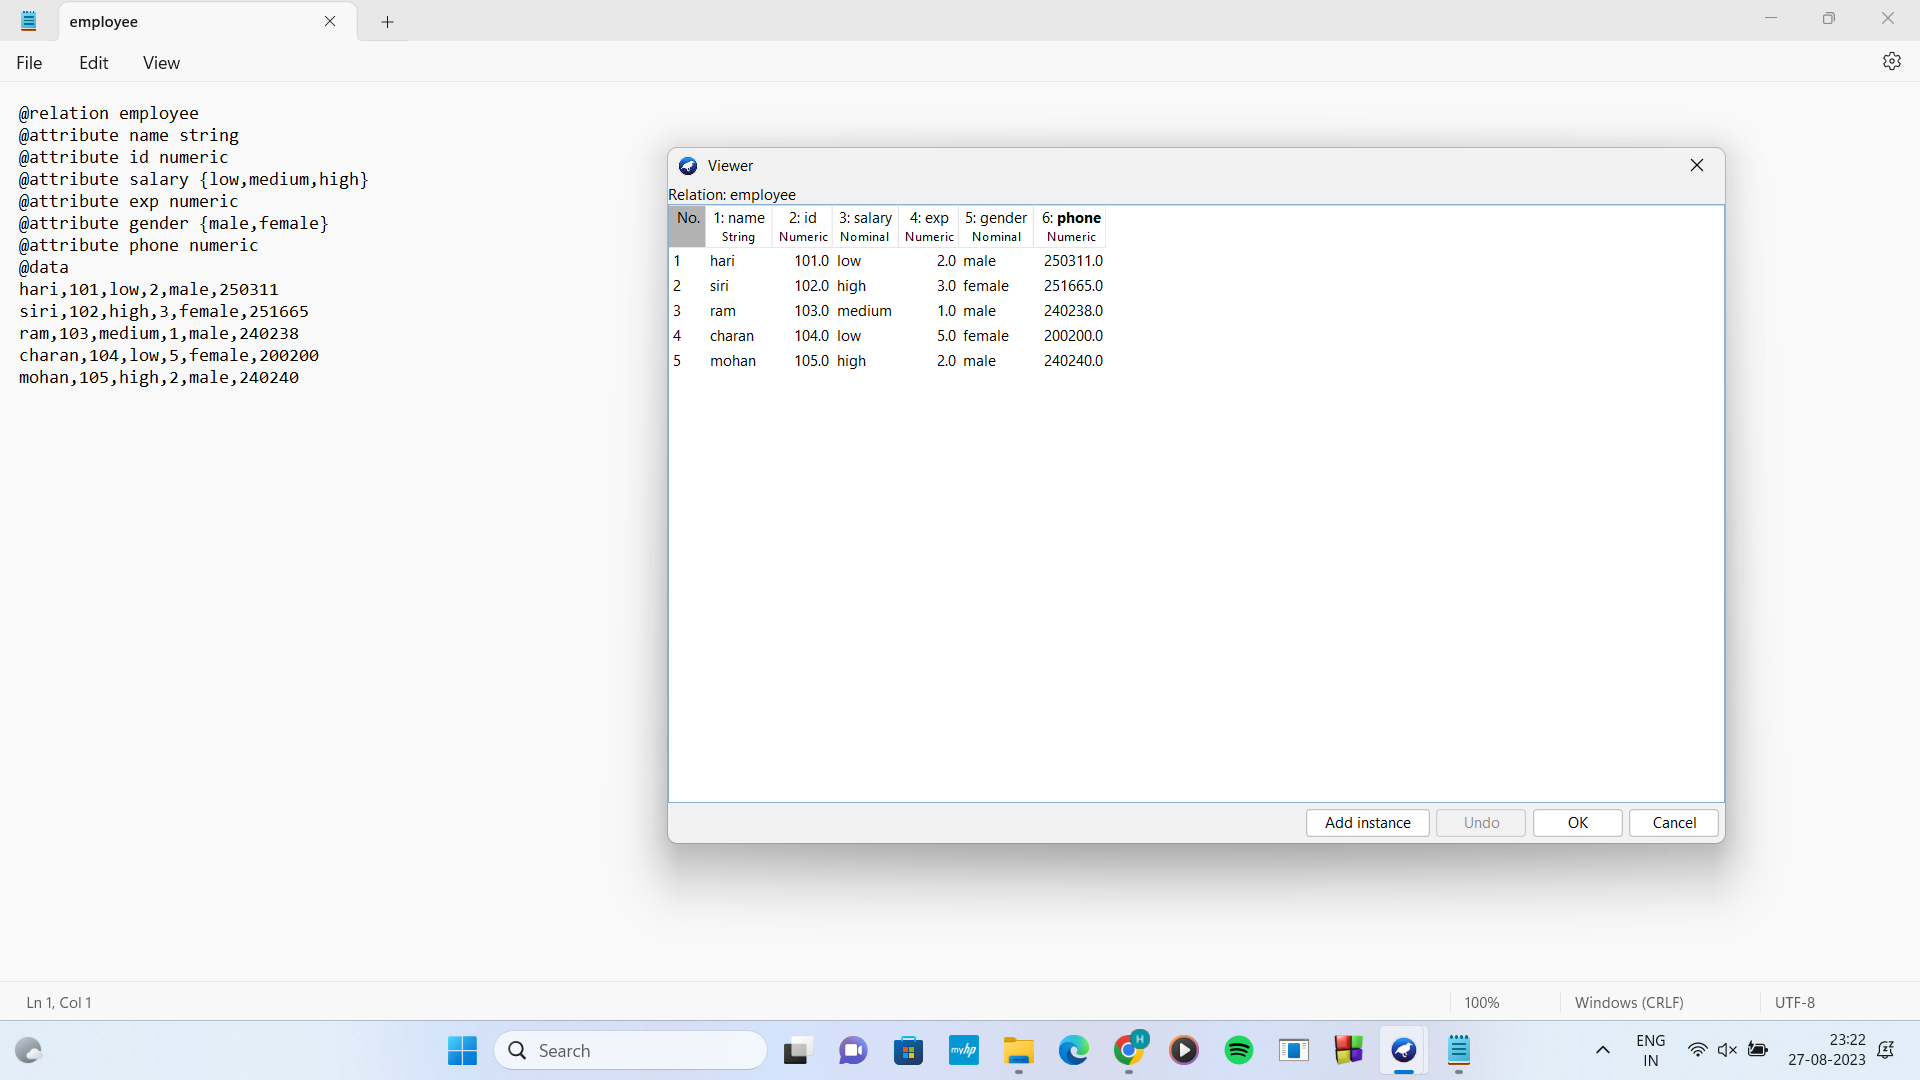 employee
File Edit View
@relation employee
@attribute name string
@attribute id numeric
@attribute salary {low,medium,high}
@attribute exp numeric
@attribute gender {male,female}
@attribute phone numeric
@data
hari,101,low,2,male,250311
siri,102,high,3,female,251665
ram,103,medium,1,male,240238
charan,104,low,5,female,200200
mohan,105,high,2,male,240240
Viewer
Relation: employee
No. 1: name 2: id 3: salary 4: exp 5: gender 6: phone
String Numeric Nominal Numeric Nominal Numeric
1 hari 101.0 low 2.0 male 250311.0
2 siri 102.0 high 3.0 female 251665.0
3 ram 103.0 medium 1.0 male 240238.0
4 charan 104.0 low 5.0 female 200200.0
5 mohan 105.0 high 2.0 male 240240.0
Add instance Undo OK Cancel
Ln 1, Col 1 100% Windows (CRLF) UTF-8
Search
myhp
H
ENG
IN
23:22
27-08-2023